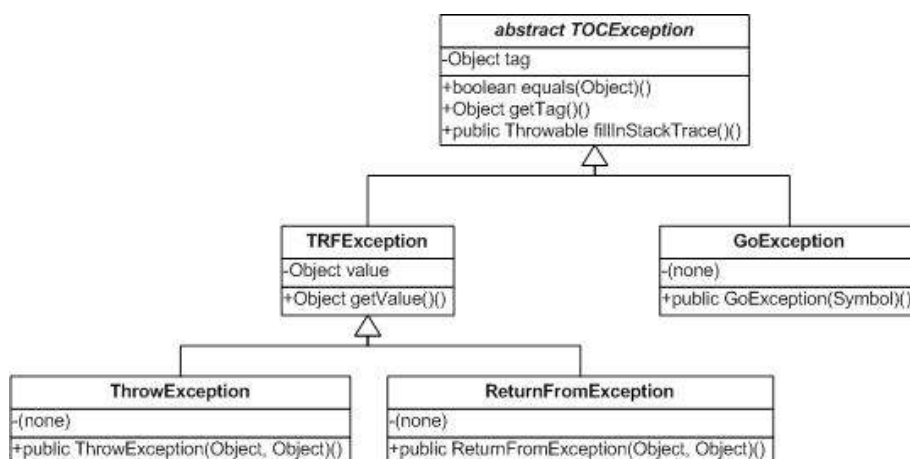 abstract TOCException
-Object tag
+boolean equals(Object)()
+Object getTag()()
+public Throwable fillInStackTrace()()
TRFException
-Object value
+Object getValue()()
GoException
-(none)
+public GoException(Symbol)()
ThrowException
-(none)
+public ThrowException(Object, Object)()
ReturnFromException
-(none)
+public ReturnFromException(Object, Object)()